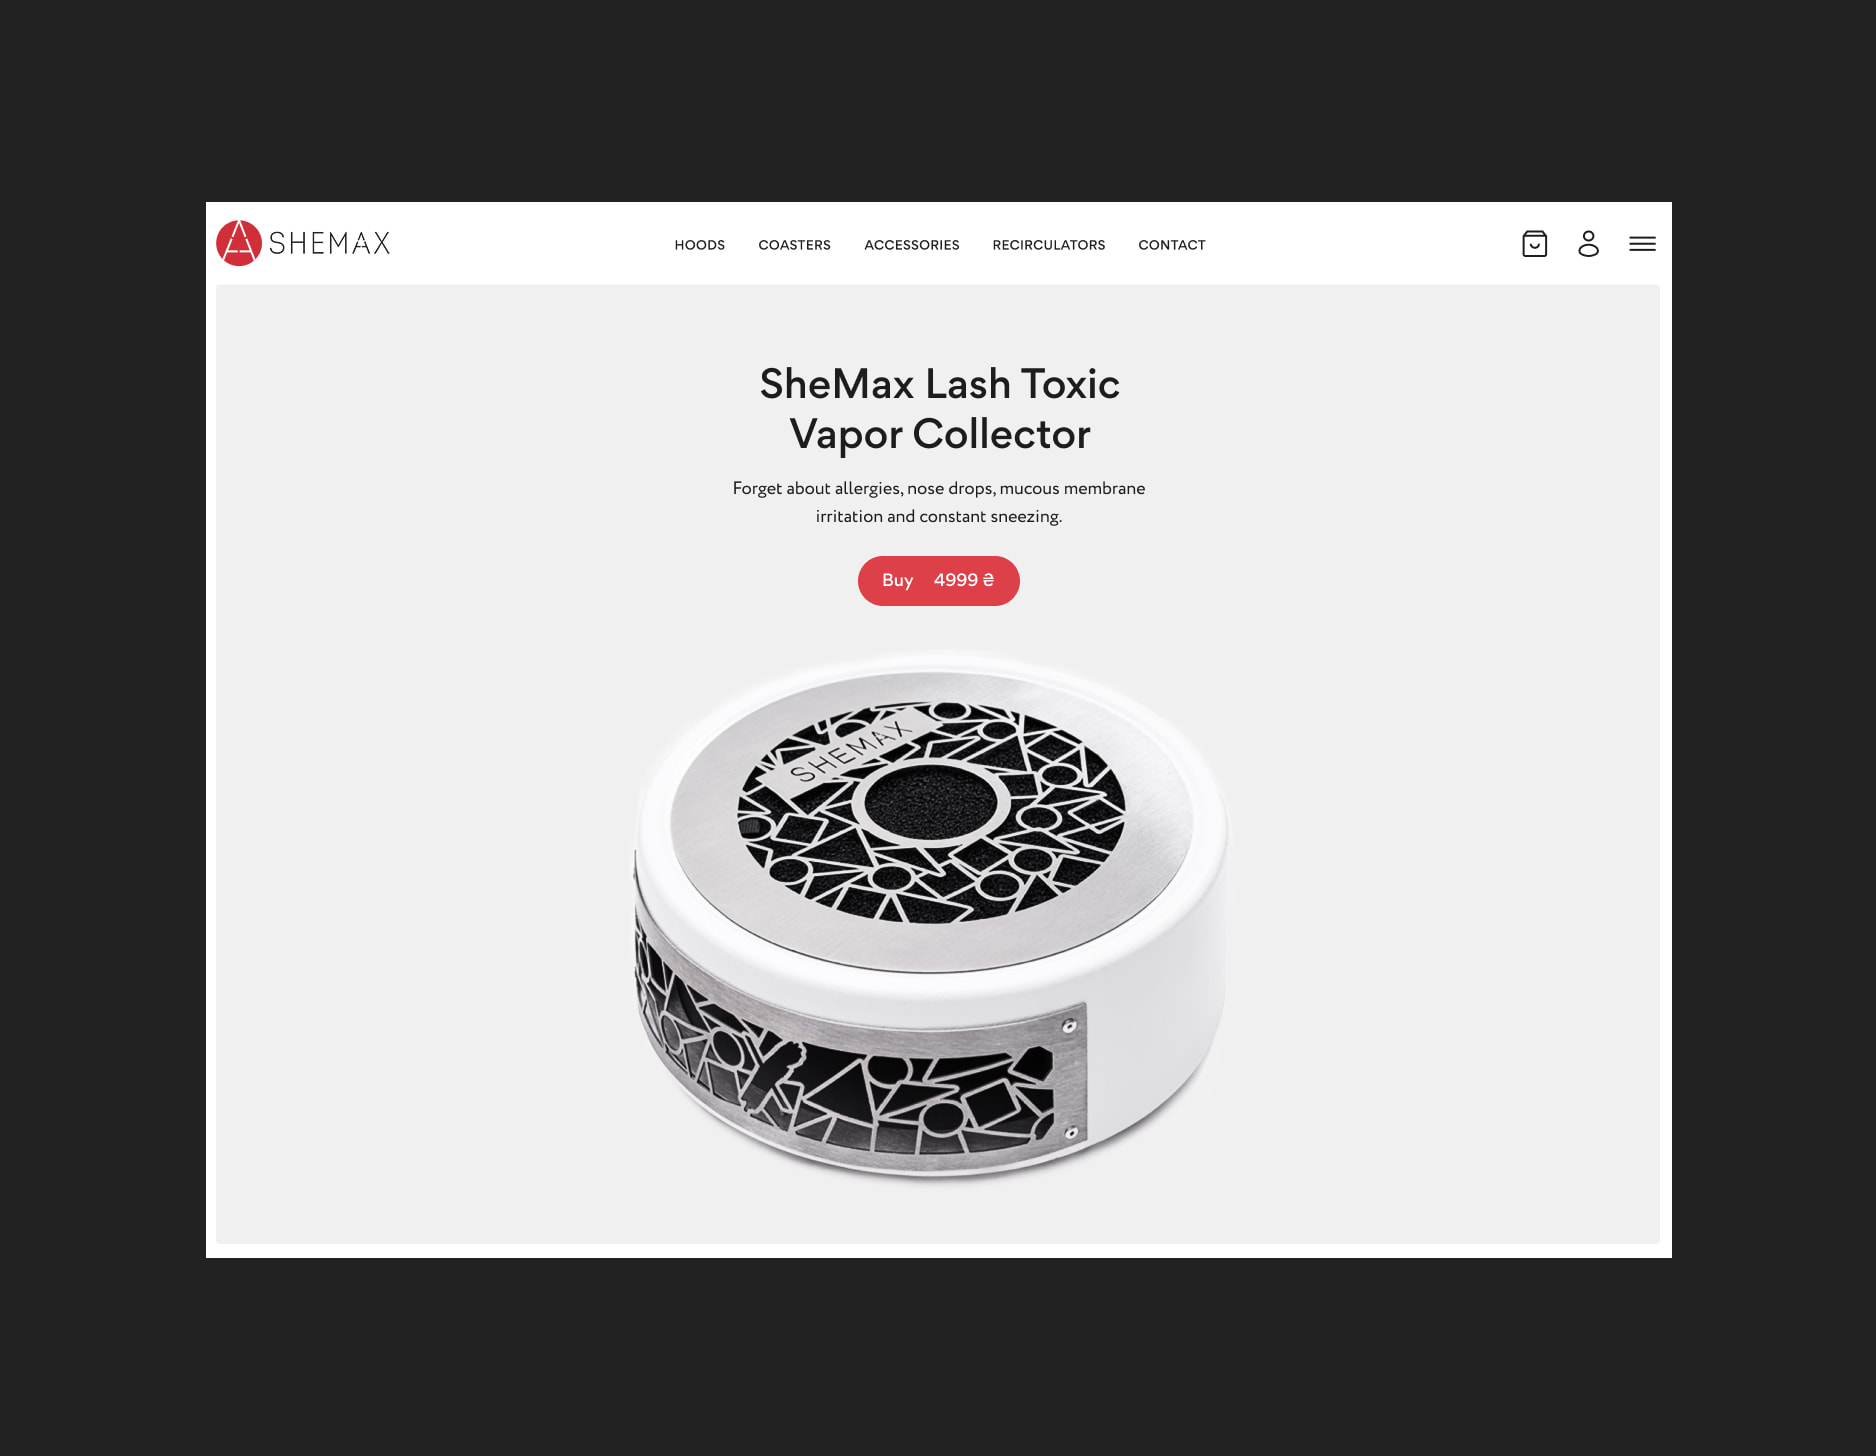 SHEMAX
HOODS
COASTERS
ACCESSORIES
RECIRCULATORS
CONTACT
SheMax Lash Toxic
Vapor Collector
Forget about allergies, nose drops, mucous membrane
irritation and constant sneezing.
Buy 4999 ₴
SHEMAX